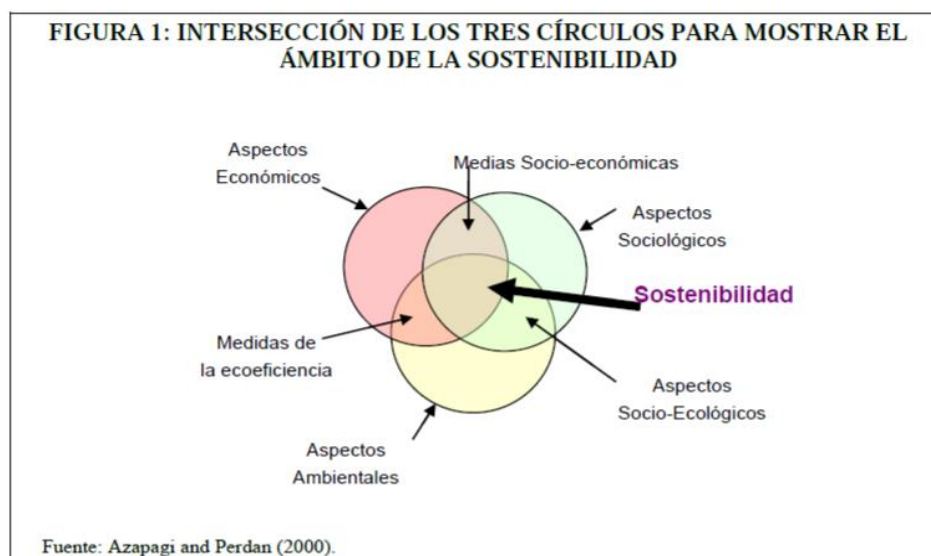 FIGURA 1: INTERSECCIÓN DE LOS TRES CÍRCULOS PARA MOSTRAR EL
ÁMBITO DE LA SOSTENIBILIDAD
Aspectos
Económicos
Medias Socio-económicas
Aspectos
Sociológicos
Sostenibilidad
Medidas de
la ecoeficiencia
Aspectos
Socio-Ecológicos
Aspectos
Ambientales
Fuente: Azapagi and Perdan (2000).